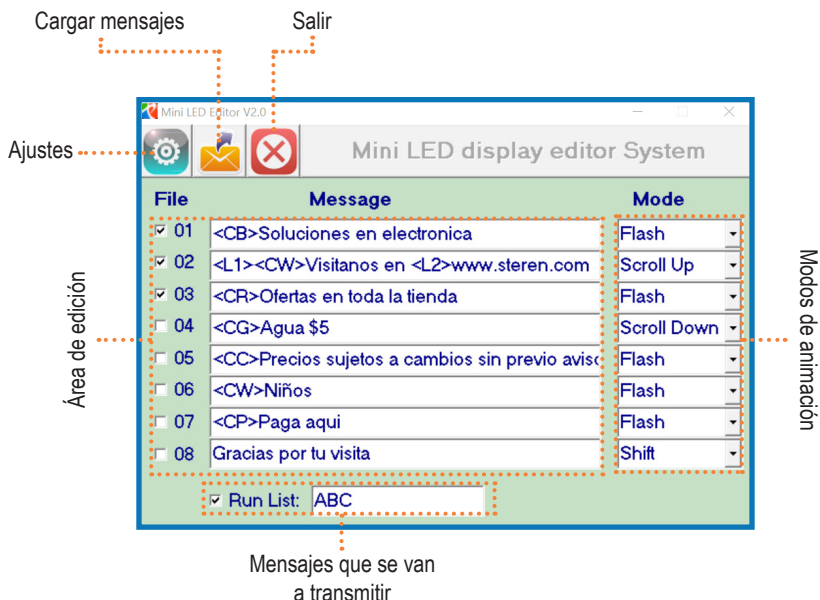 Cargar mensajes
Salir
Mini LED Editor V2.0
Ajustes
Mini LED display editor System
File Message Mode
01 <CB>Soluciones en electronica Flash
02 <L1><CW>Visitanos en <L2>www.steren.com Scroll Up
03 <CR>Ofertas en toda la tienda Flash
04 <CG>Agua $5 Scroll Down
05 <CC>Precios sujetos a cambios sin previo aviso Flash
06 <CW>Niños Flash
07 <CP>Paga aqui Flash
08 Gracias por tu visita Shift
Run List: ABC
Área de edición
Modos de animación
Mensajes que se van
a transmitir